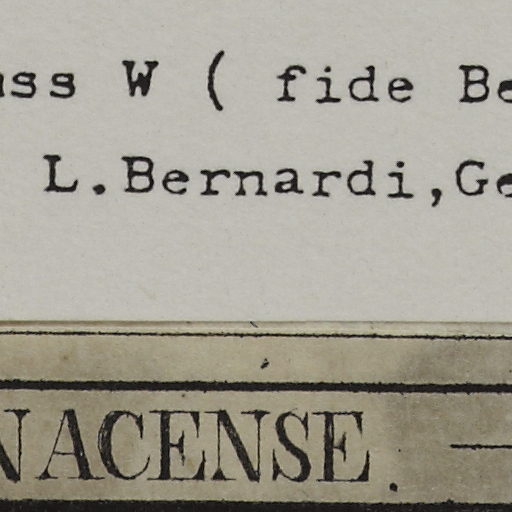 ss W ( fide Be
L.Bernardi,Ge
NACENSE.